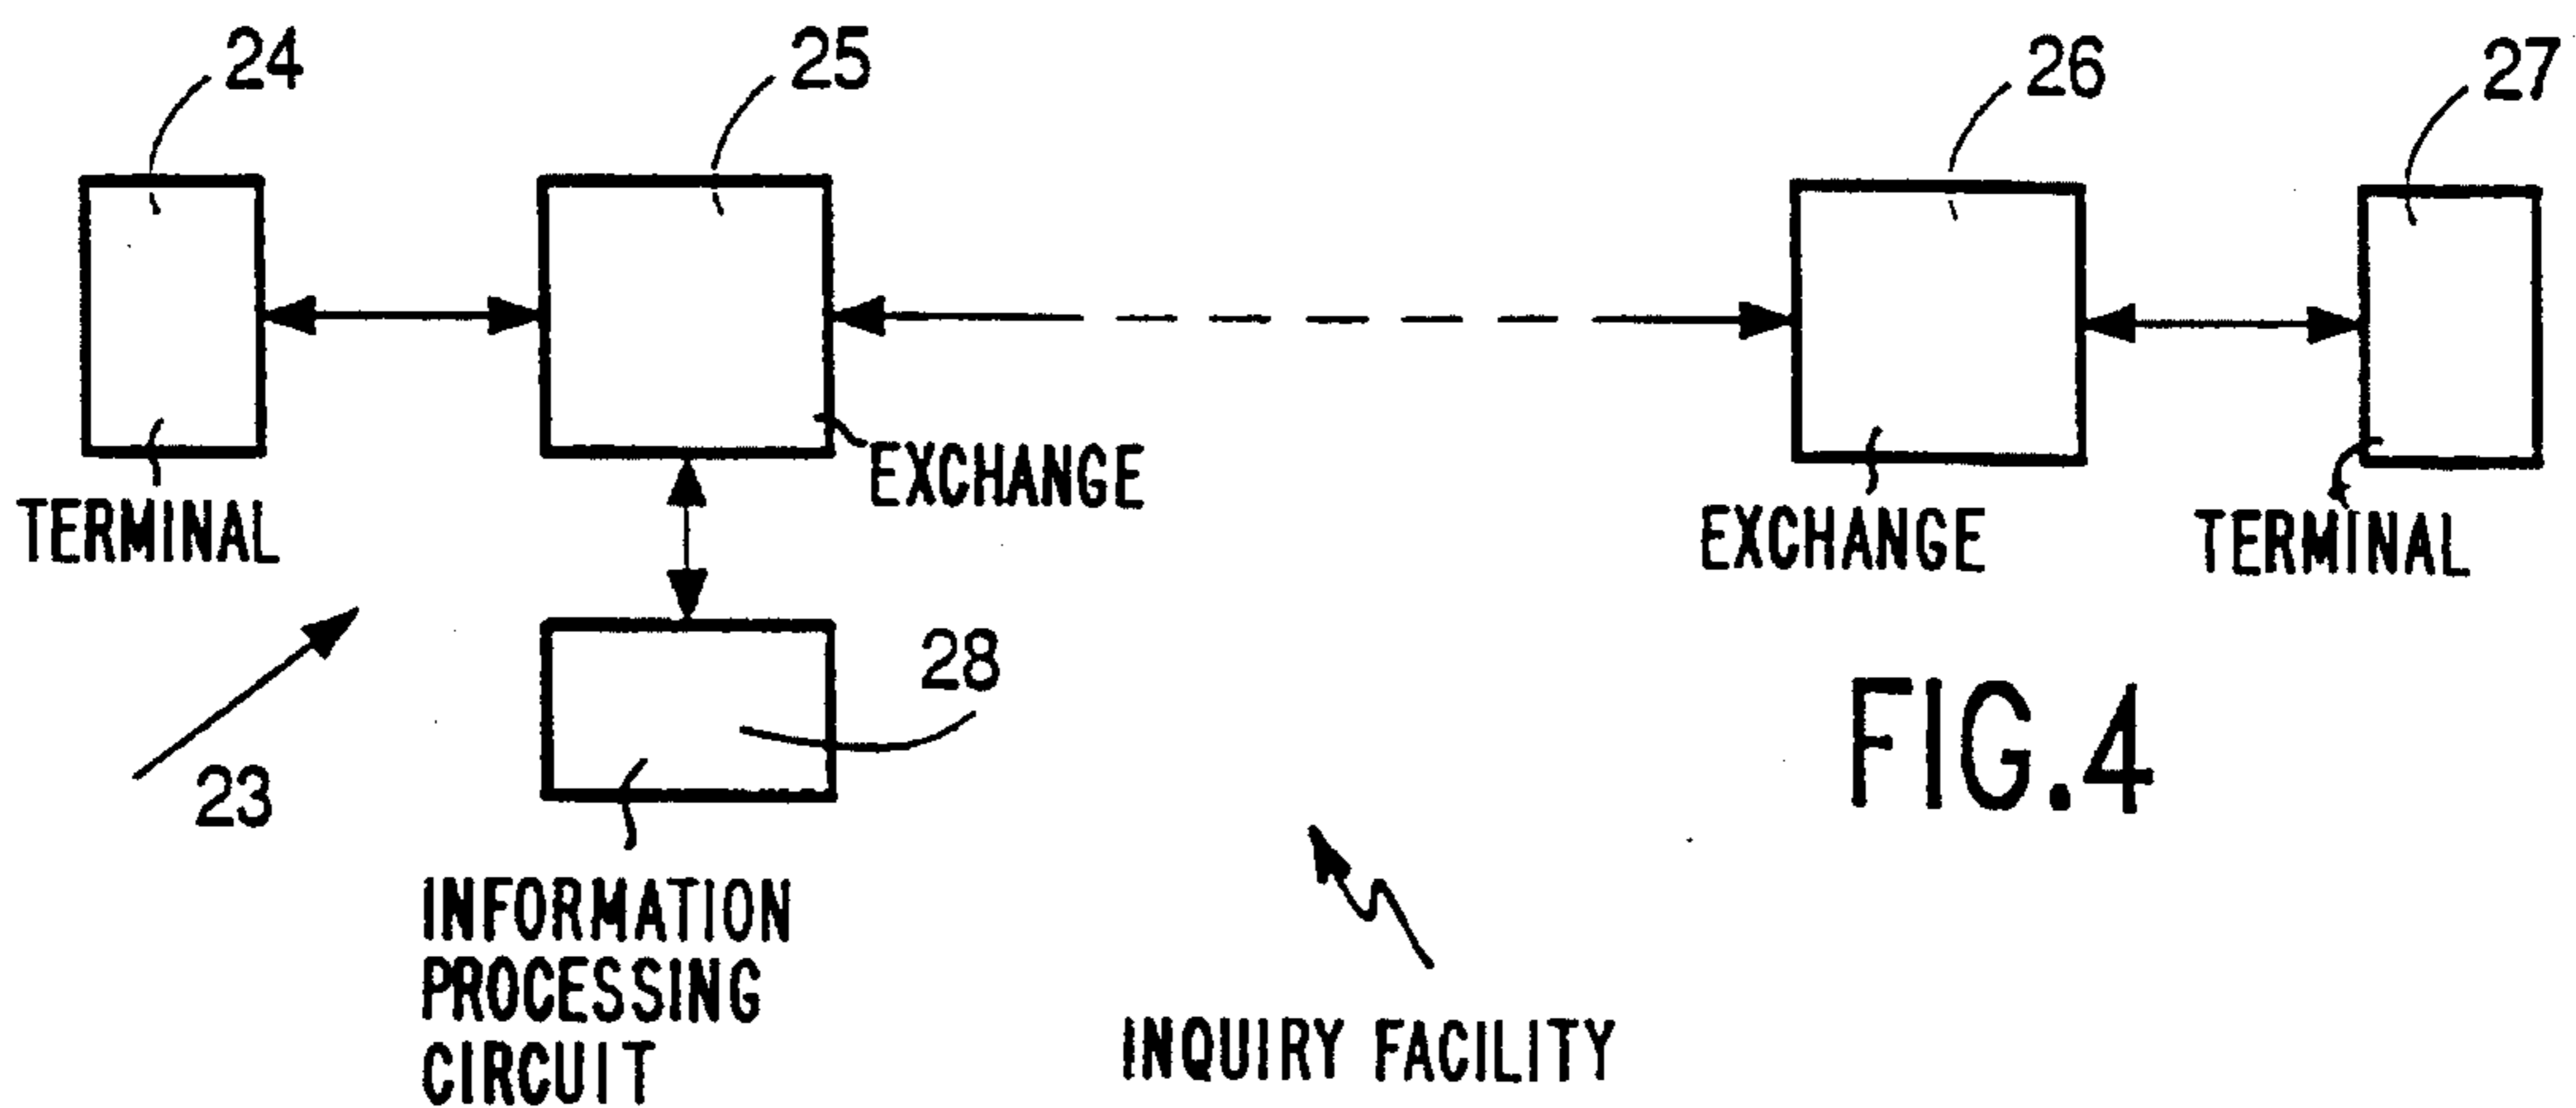 24
25
26
27
EXCHANGE
TERMINAL
EXCHANGE
TERMINAL
28
23
FIG.4
INFORMATION
PROCESSING
CIRCUIT
INQUIRY FACILITY